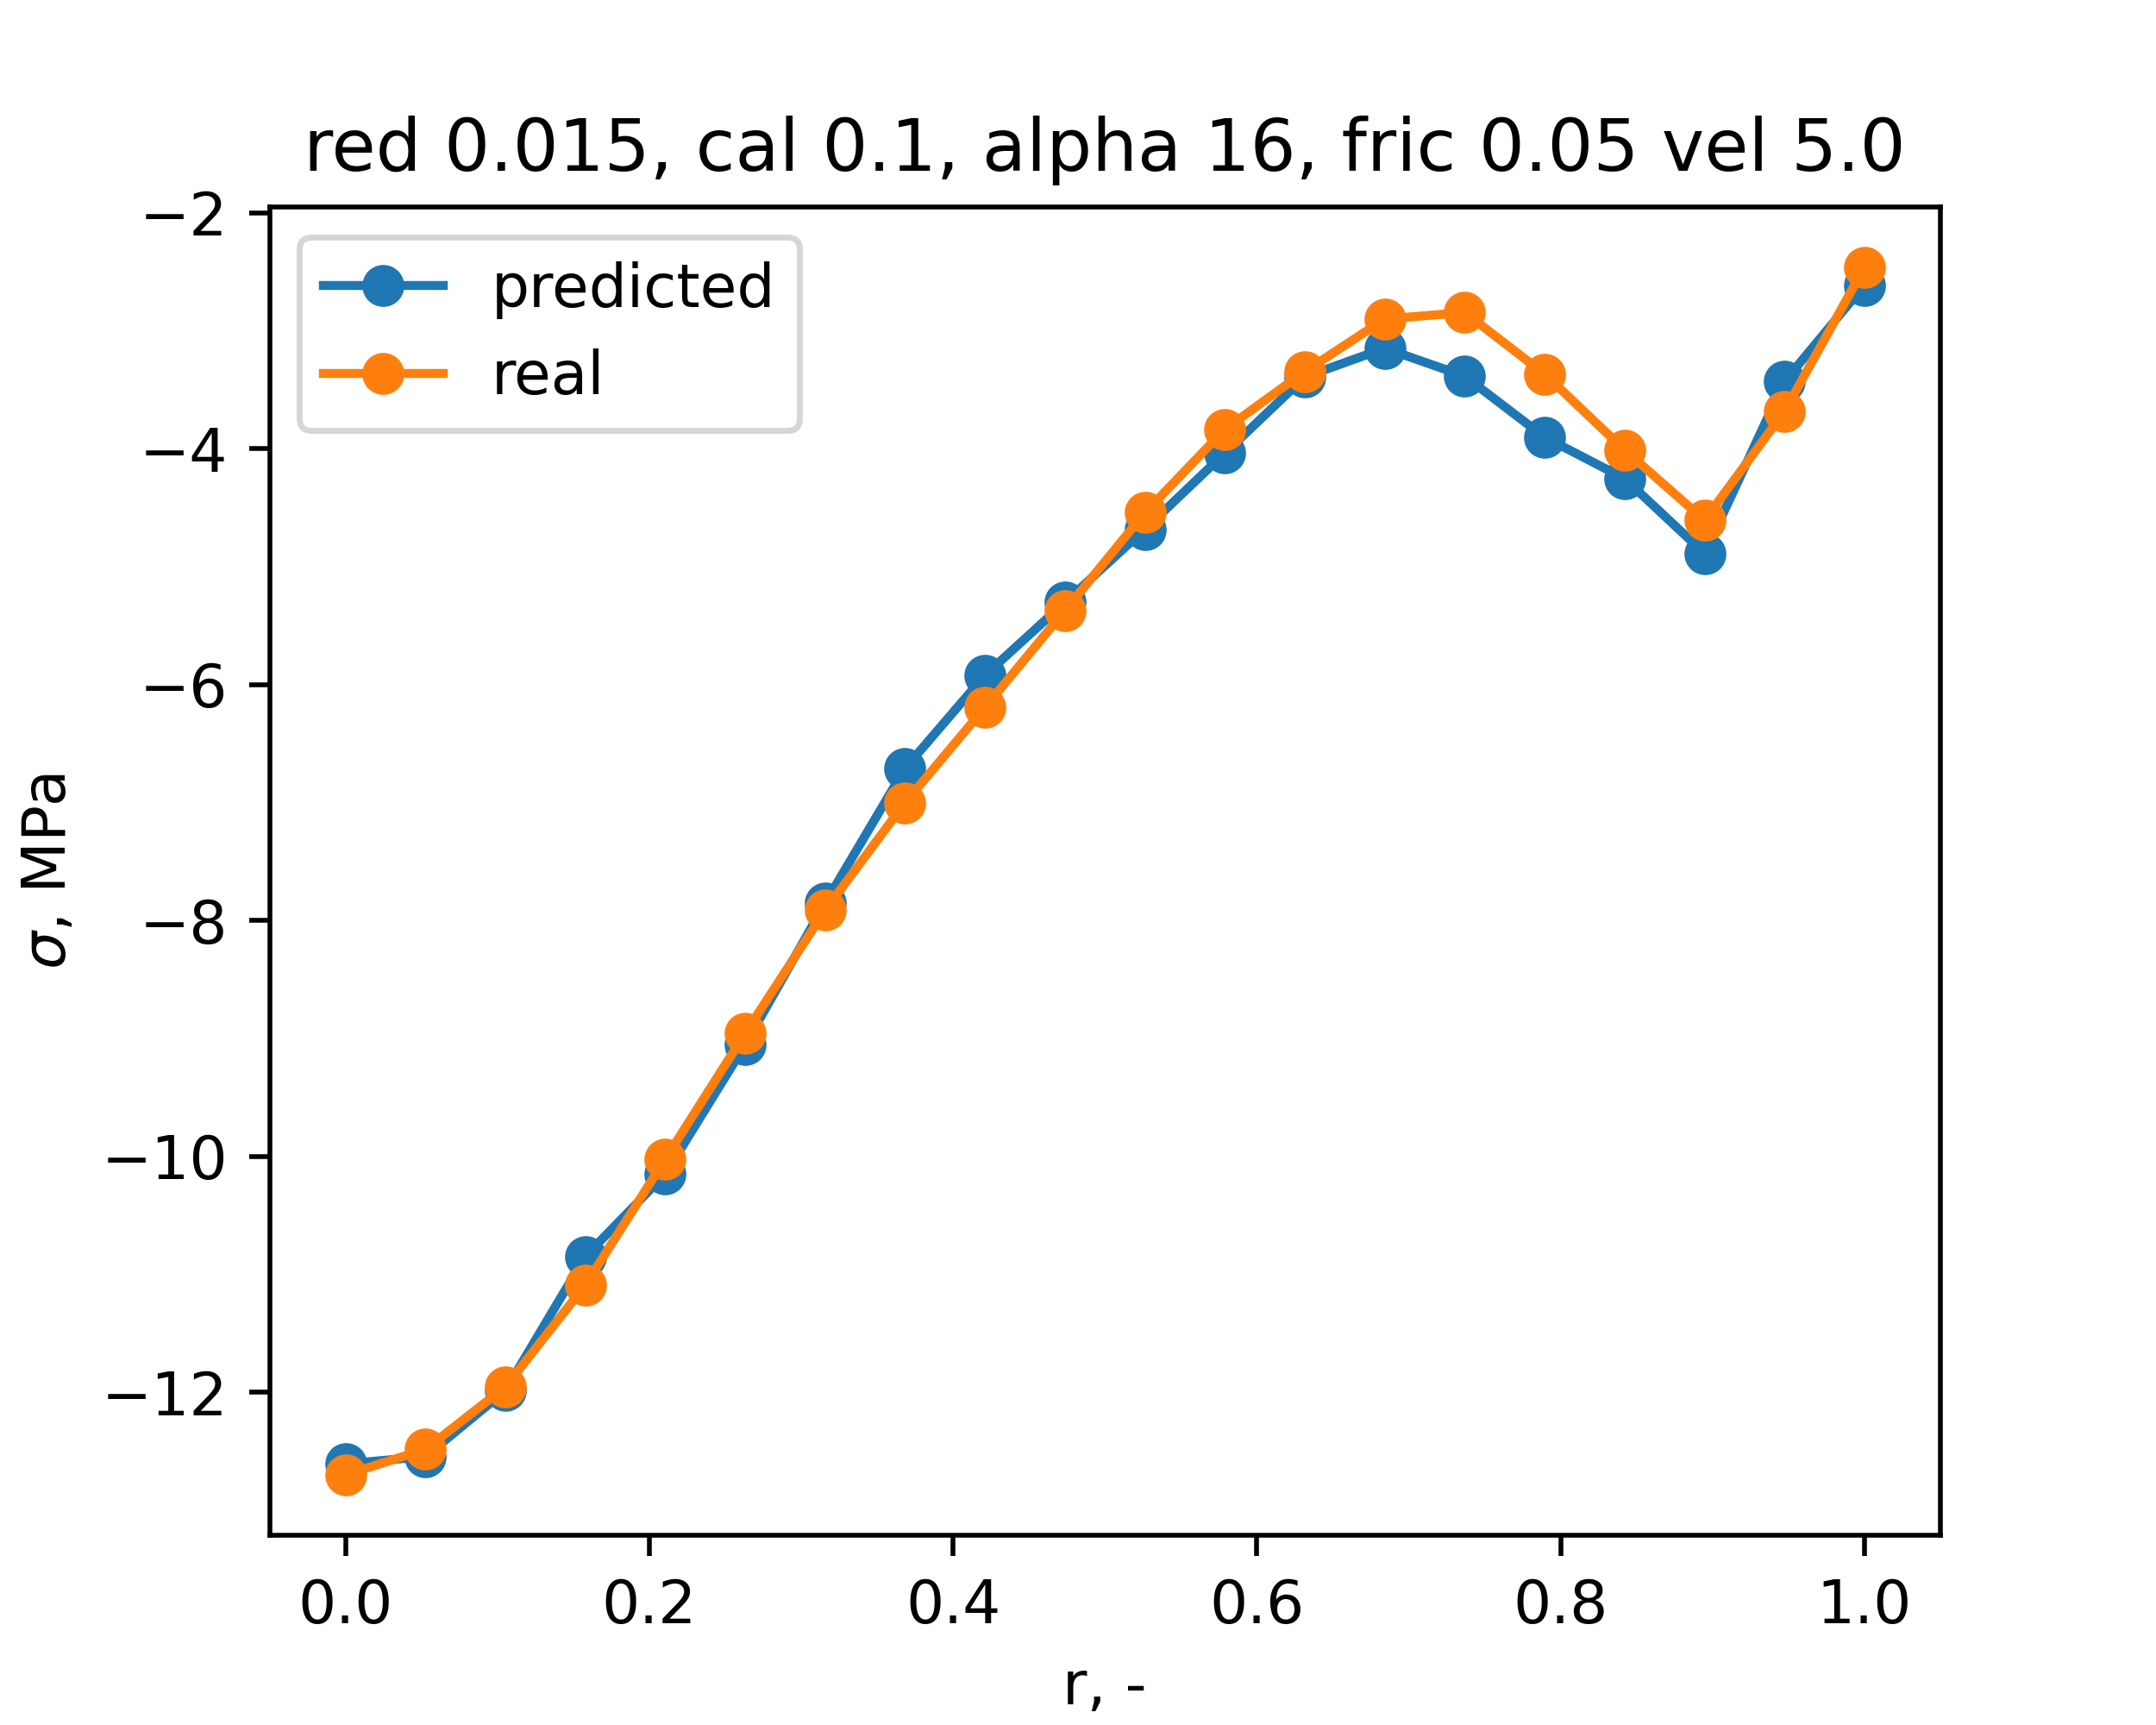 red 0.015, cal 0.1, alpha 16, fric 0.05 vel 5.0
predicted
real
−2
−4
−6
−8
−10
−12
σ, MPa
0.0 0.2 0.4 0.6 0.8 1.0
r, -